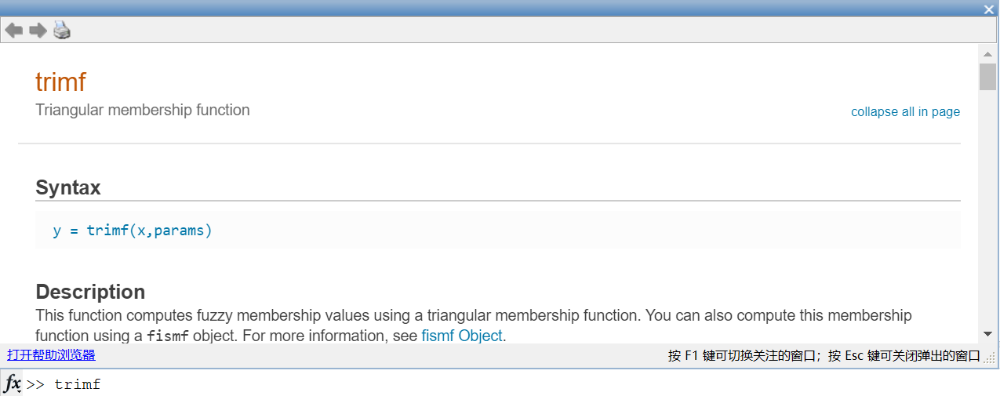 trimf
Triangular membership function
collapse all in page
Syntax
y = trimf(x,params)
Description
This function computes fuzzy membership values using a triangular membership function. You can also compute this membership
function using a fismf object. For more information, see fismf Object.
打开帮助浏览器
按 F1 键可切换关注的窗口；按 Esc 键可关闭弹出的窗口
fx >> trimf